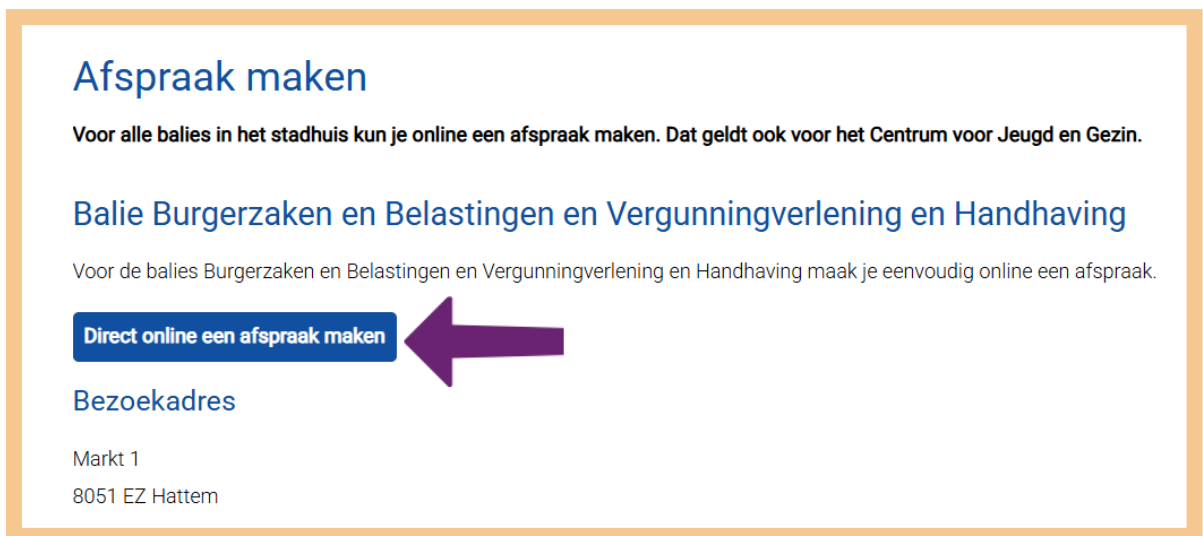 Afspraak maken
Voor alle balies in het stadhuis kun je online een afspraak maken. Dat geldt ook voor het Centrum voor Jeugd en Gezin.
Balie Burgerzaken en Belastingen en Vergunningverlening en Handhaving
Voor de balies Burgerzaken en Belastingen en Vergunningverlening en Handhaving maak je eenvoudig online een afspraak.
Direct online een afspraak maken
Bezoekadres
Markt 1
8051 EZ Hattem